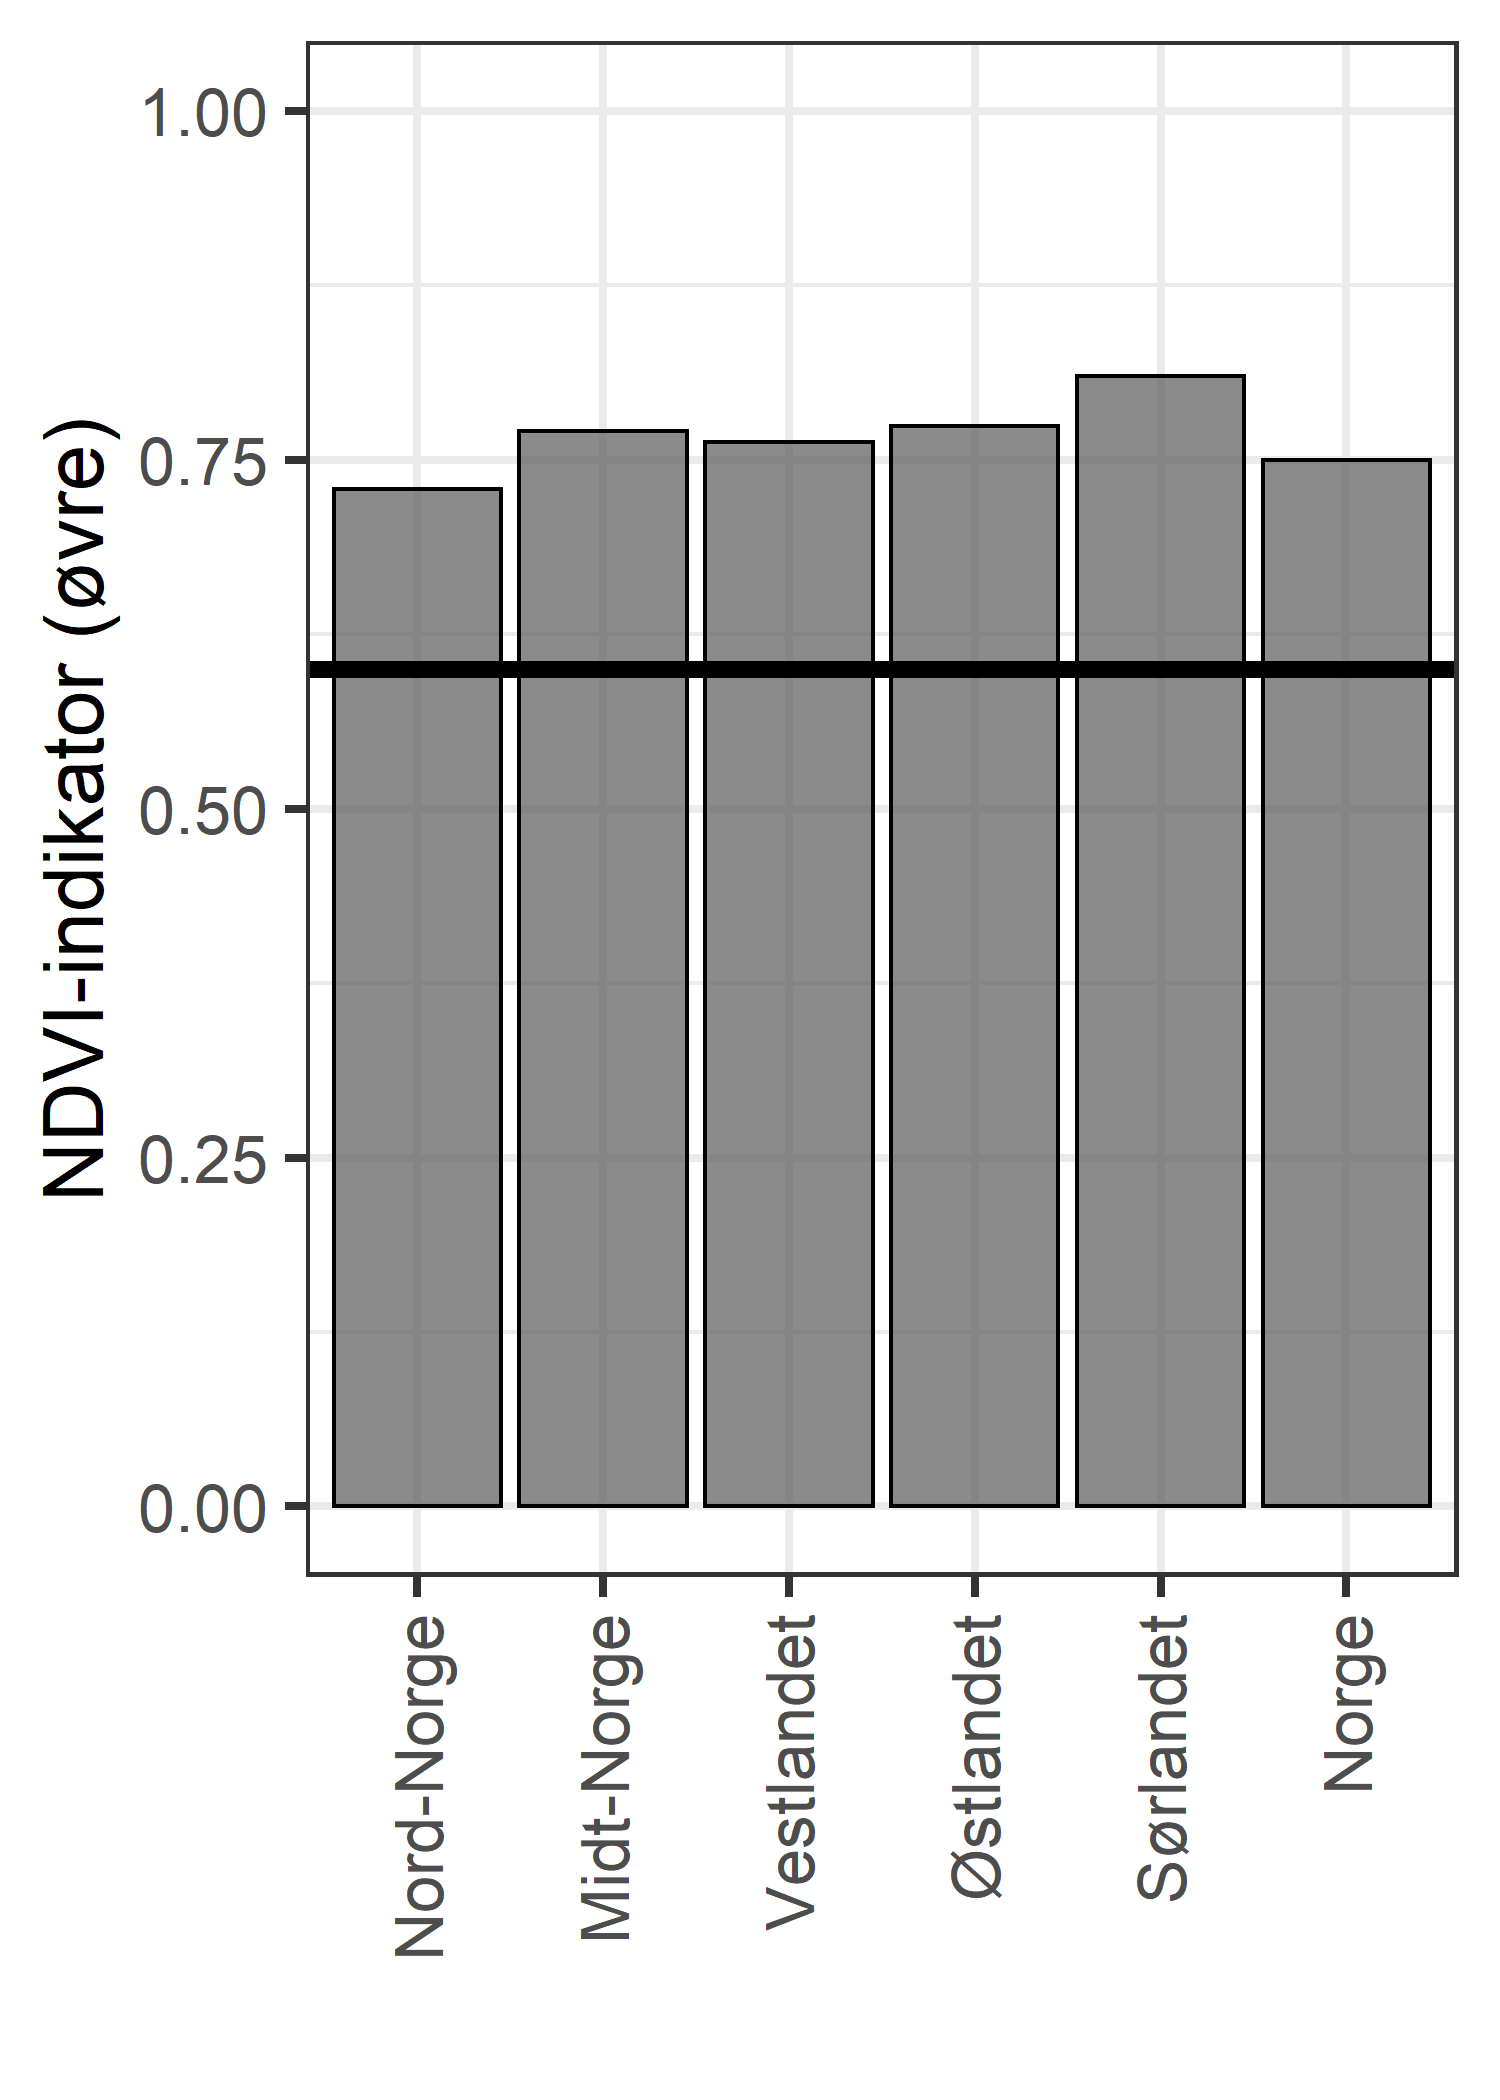 NDVI-indikator (øvre)
1.00
0.75
0.50
0.25
0.00
Nord-Norge
Midt-Norge
Vestlandet
Østlandet
Sørlandet
Norge